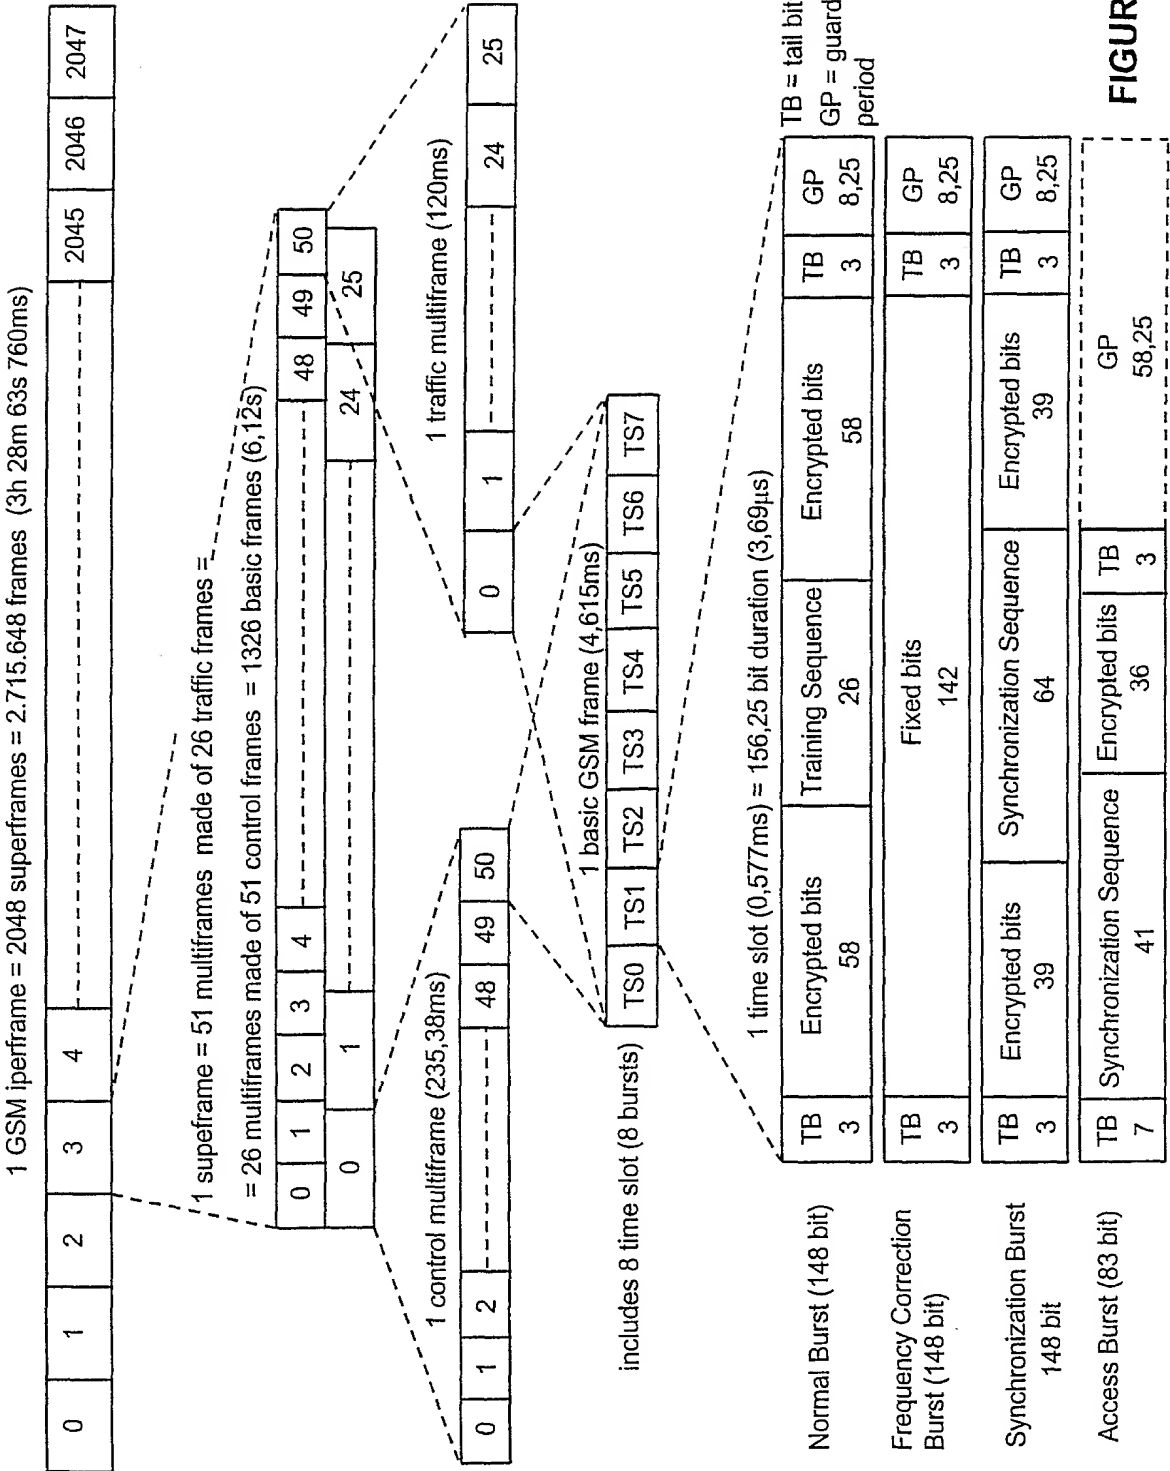 1 GSM iperframe = 2048 superframes = 2.715.648 frames (3h 28m 63s 760ms)
0 1 2 3 4 2045 2046 2047
1 supeframe = 51 multiframes made of 26 traffic frames =
= 26 multiframes made of 51 control frames = 1326 basic frames (6,12s)
0 1 2 3 4 48 49 50
0 1 24 25
1 control multiframe (235,38ms)
0 1 2 48 49 50
1 traffic multiframe (120ms)
0 1 24 25
1 basic GSM frame (4,615ms)
includes 8 time slot (8 bursts)
TS0 TS1 TS2 TS3 TS4 TS5 TS6 TS7
1 time slot (0,577ms) = 156,25 bit duration (3,69µs)
TB = tail bit
GP = guard
period
Normal Burst (148 bit)
TB Encrypted bits Training Sequence Encrypted bits TB GP
3 58 26 58 3 8,25
Frequency Correction
Burst (148 bit)
TB Fixed bits TB GP
3 142 3 8,25
Synchronization Burst
148 bit
TB Encrypted bits Synchronization Sequence Encrypted bits TB GP
3 39 64 39 3 8,25
Access Burst (83 bit)
TB Synchronization Sequence Encrypted bits TB GP
7 41 36 3 58,25
FIGUR